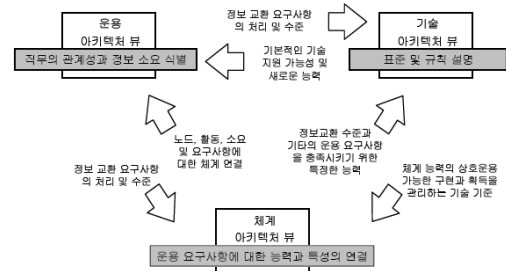 정보 교환 요구사항
의 처리 및 수준
운용
아키텍처 뷰
직무의 관계성과 정보 소요 식별
기술
아키텍처 뷰
표준 및 규칙 설명
기본적인 기술
지원 가능성 및
새로운 능력
노드, 활동, 소요
및 요구사항에
대한 체계 연결
정보 교환 요구사항
의 처리 및 수준
정보교환 수준과
기타의 운용 요구사항
을 충족시키기 위한
특정한 능력
체계 능력의 상호운용
가능한 구현과 획득을
관리하는 기술 기준
체계
아키텍처 뷰
운용 요구사항에 대한 능력과 특성의 연결